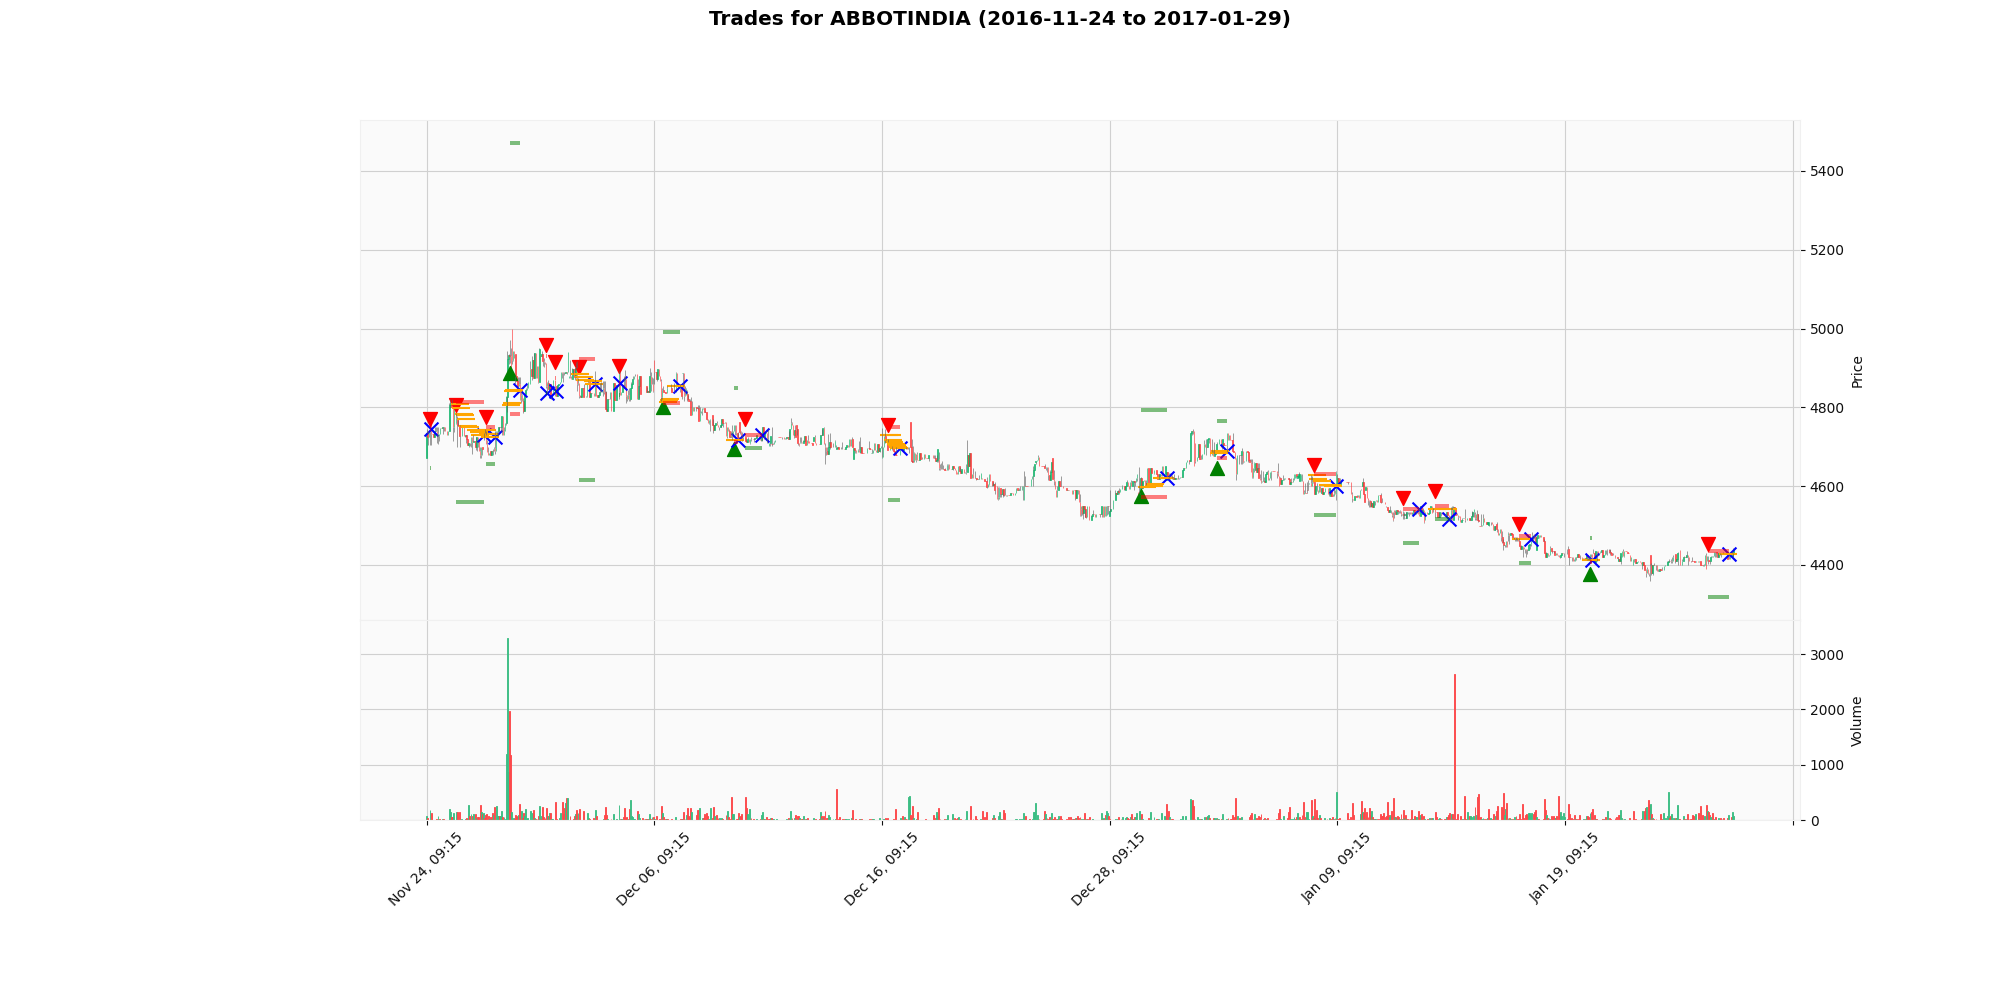 Trades for ABBOTINDIA (2016-11-24 to 2017-01-29)
5400
5200
5000
4800
4600
4400
Price
3000
2000
1000
0
Volume
Nov 24, 09:15
Dec 06, 09:15
Dec 16, 09:15
Dec 28, 09:15
Jan 09, 09:15
Jan 19, 09:15